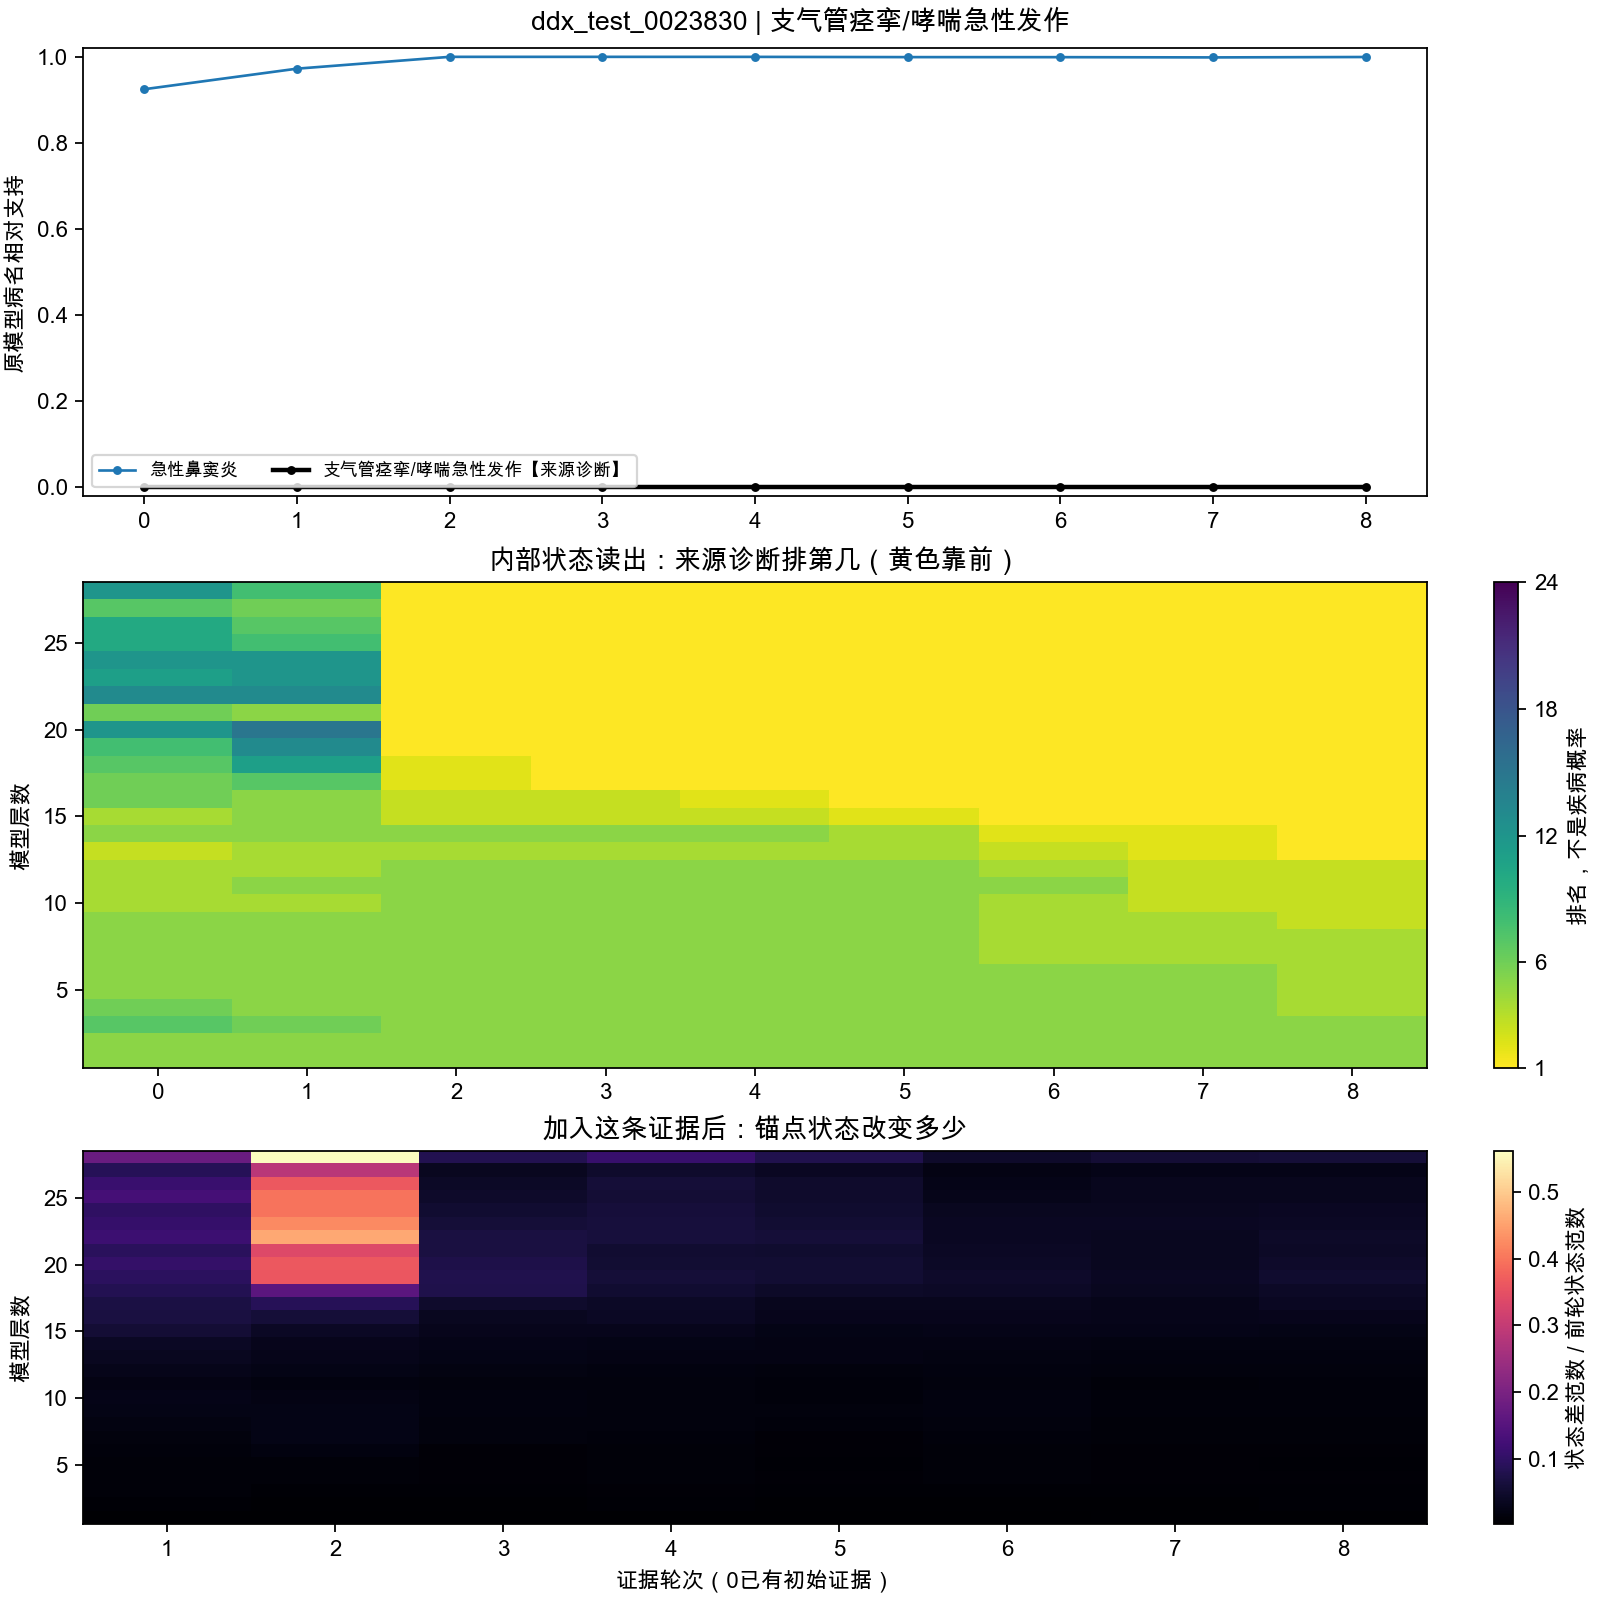 ddx_test_0023830 | 支气管痉挛/哮喘急性发作
原模型病名相对支持
1.0
0.8
0.6
0.4
0.2
0.0
急性鼻窦炎
支气管痉挛/哮喘急性发作【来源诊断】
0 1 2 3 4 5 6 7 8
内部状态读出：来源诊断排第几（黄色靠前）
模型层数
25
20
15
10
5
0 1 2 3 4 5 6 7 8
24
18
12
6
1
排名，不是疾病概率
加入这条证据后：锚点状态改变多少
模型层数
25
20
15
10
5
1 2 3 4 5 6 7 8
证据轮次（0已有初始证据）
0.5
0.4
0.3
0.2
0.1
状态差范数 / 前轮状态范数